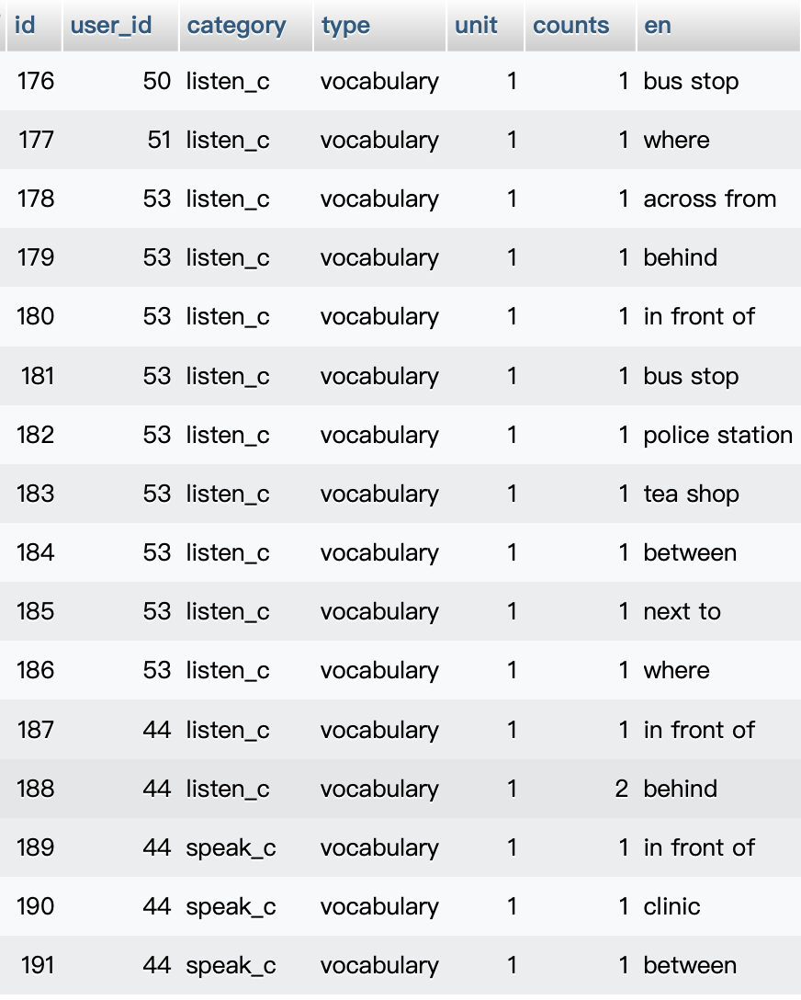 id user_id category type unit counts en
176 50 listen_c vocabulary 1 1 bus stop
177 51 listen_c vocabulary 1 1 where
178 53 listen_c vocabulary 1 1 across from
179 53 listen_c vocabulary 1 1 behind
180 53 listen_c vocabulary 1 1 in front of
181 53 listen_c vocabulary 1 1 bus stop
182 53 listen_c vocabulary 1 1 police station
183 53 listen_c vocabulary 1 1 tea shop
184 53 listen_c vocabulary 1 1 between
185 53 listen_c vocabulary 1 1 next to
186 53 listen_c vocabulary 1 1 where
187 44 listen_c vocabulary 1 1 in front of
188 44 listen_c vocabulary 1 2 behind
189 44 speak_c vocabulary 1 1 in front of
190 44 speak_c vocabulary 1 1 clinic
191 44 speak_c vocabulary 1 1 between